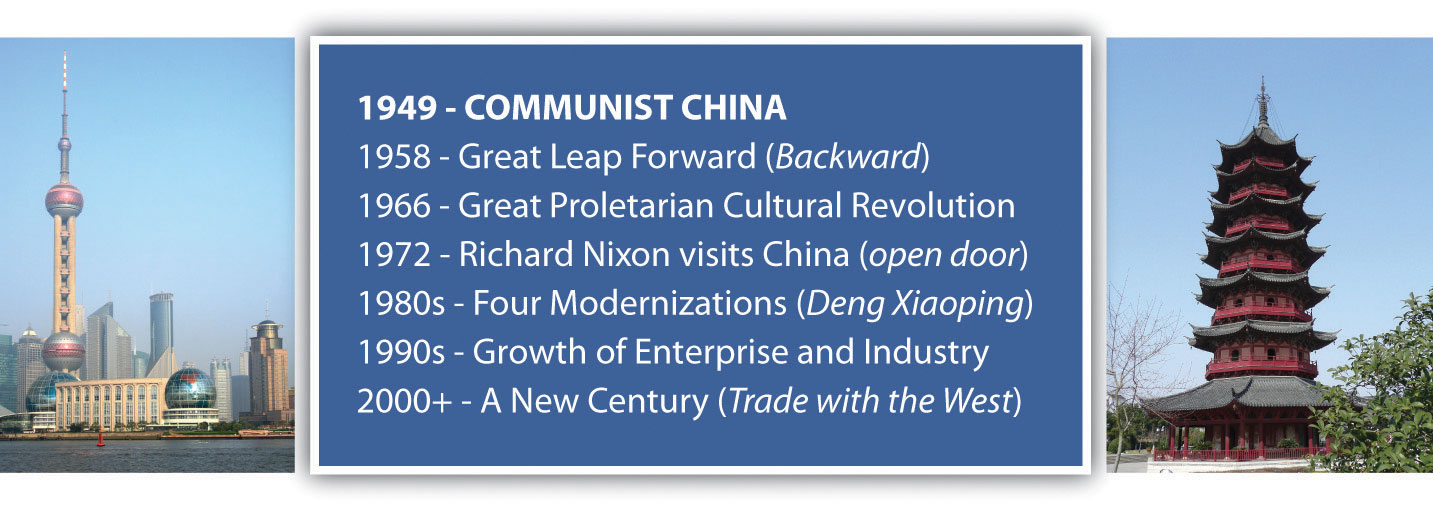 1949 - COMMUNIST CHINA
1958 - Great Leap Forward (Backward)
1966 - Great Proletarian Cultural Revolution
1972 - Richard Nixon visits China (open door)
1980s - Four Modernizations (Deng Xiaoping)
1990s - Growth of Enterprise and Industry
2000+ - A New Century (Trade with the West)